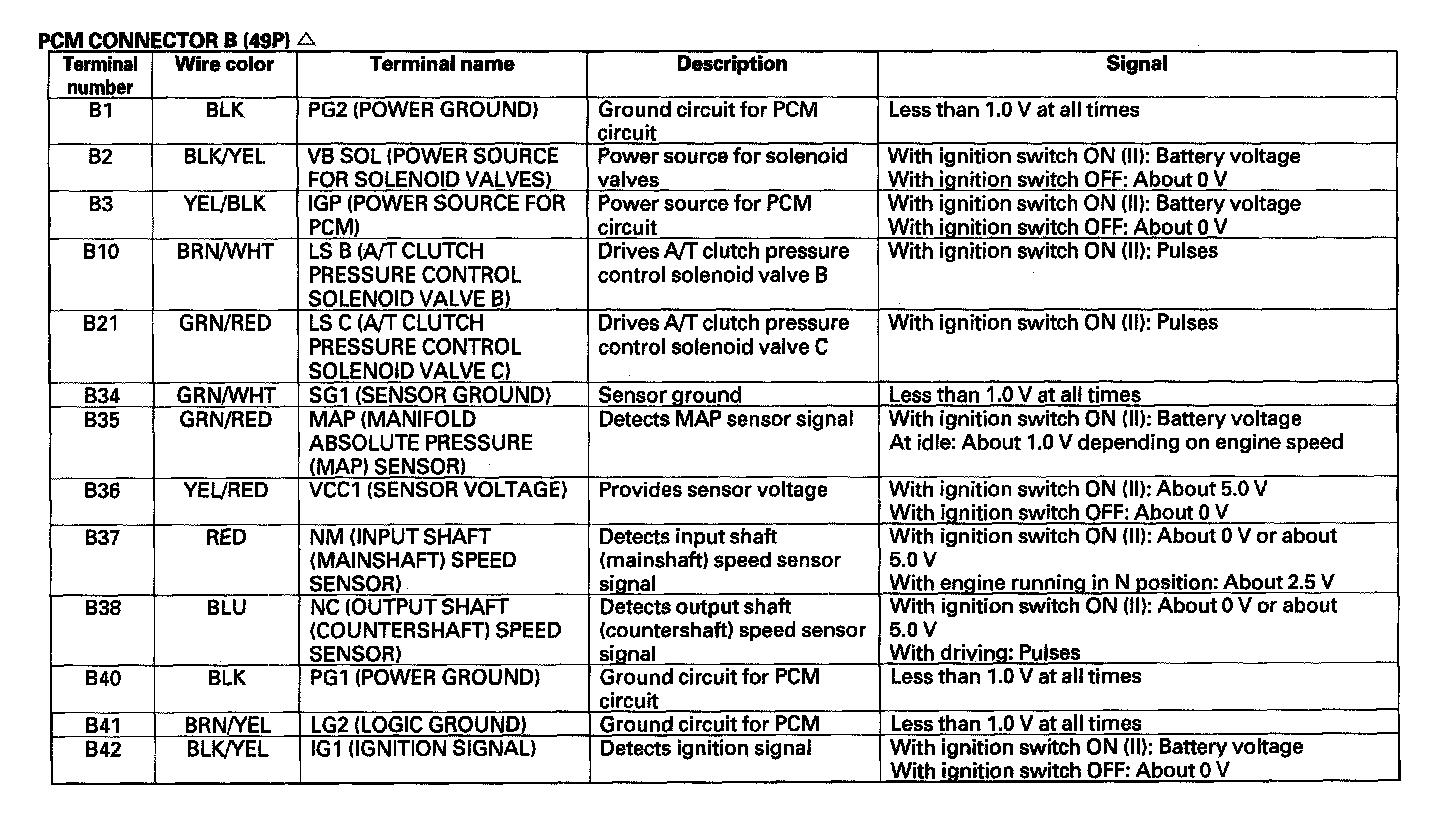 PCM CONNECTOR B (49P) △
Terminal number Wire color Terminal name Description Signal
B1 BLK PG2 (POWER GROUND) Ground circuit for PCM Less than 1.0 V at all times
circuit
B2 BLK/YEL VB SOL (POWER SOURCE Power source for solenoid With ignition switch ON (II): Battery voltage
FOR SOLENOID VALVES) valves With ignition switch OFF: About 0 V
B3 YEL/BLK IGP (POWER SOURCE FOR Power source for PCM With ignition switch ON (II): Battery voltage
PCM) circuit With ignition switch OFF: About 0 V
B10 BRN/WHT LS B (A/T CLUTCH Drives A/T clutch pressure With ignition switch ON (II): Pulses
PRESSURE CONTROL control solenoid valve B
SOLENOID VALVE B)
B21 GRN/RED LS C (A/T CLUTCH Drives A/T clutch pressure With ignition switch ON (II): Pulses
PRESSURE CONTROL control solenoid valve C
SOLENOID VALVE C)
B34 GRN/WHT SG1 (SENSOR GROUND) Sensor ground Less than 1.0 V at all times
B35 GRN/RED MAP (MANIFOLD Detects MAP sensor signal With ignition switch ON (II): Battery voltage
ABSOLUTE PRESSURE At idle: About 1.0 V depending on engine speed
(MAP) SENSOR)
B36 YEL/RED VCC1 (SENSOR VOLTAGE) Provides sensor voltage With ignition switch ON (II): About 5.0 V
With ignition switch OFF: About 0 V
B37 RED NM (INPUT SHAFT Detects input shaft With ignition switch ON (II): About 0 V or about
(MAINSHAFT) SPEED (mainshaft) speed sensor 5.0 V
SENSOR) signal With engine running in N position: About 2.5 V
B38 BLU NC (OUTPUT SHAFT Detects output shaft With ignition switch ON (II): About 0 V or about
(COUNTERSHAFT) SPEED (countershaft) speed sensor 5.0 V
SENSOR) signal With driving: Pulses
B40 BLK PG1 (POWER GROUND) Ground circuit for PCM Less than 1.0 V at all times
circuit
B41 BRN/YEL LG2 (LOGIC GROUND) Ground circuit for PCM Less than 1.0 V at all times
B42 BLK/YEL IG1 (IGNITION SIGNAL) Detects ignition signal With ignition switch ON (II): Battery voltage
With ignition switch OFF: About 0 V